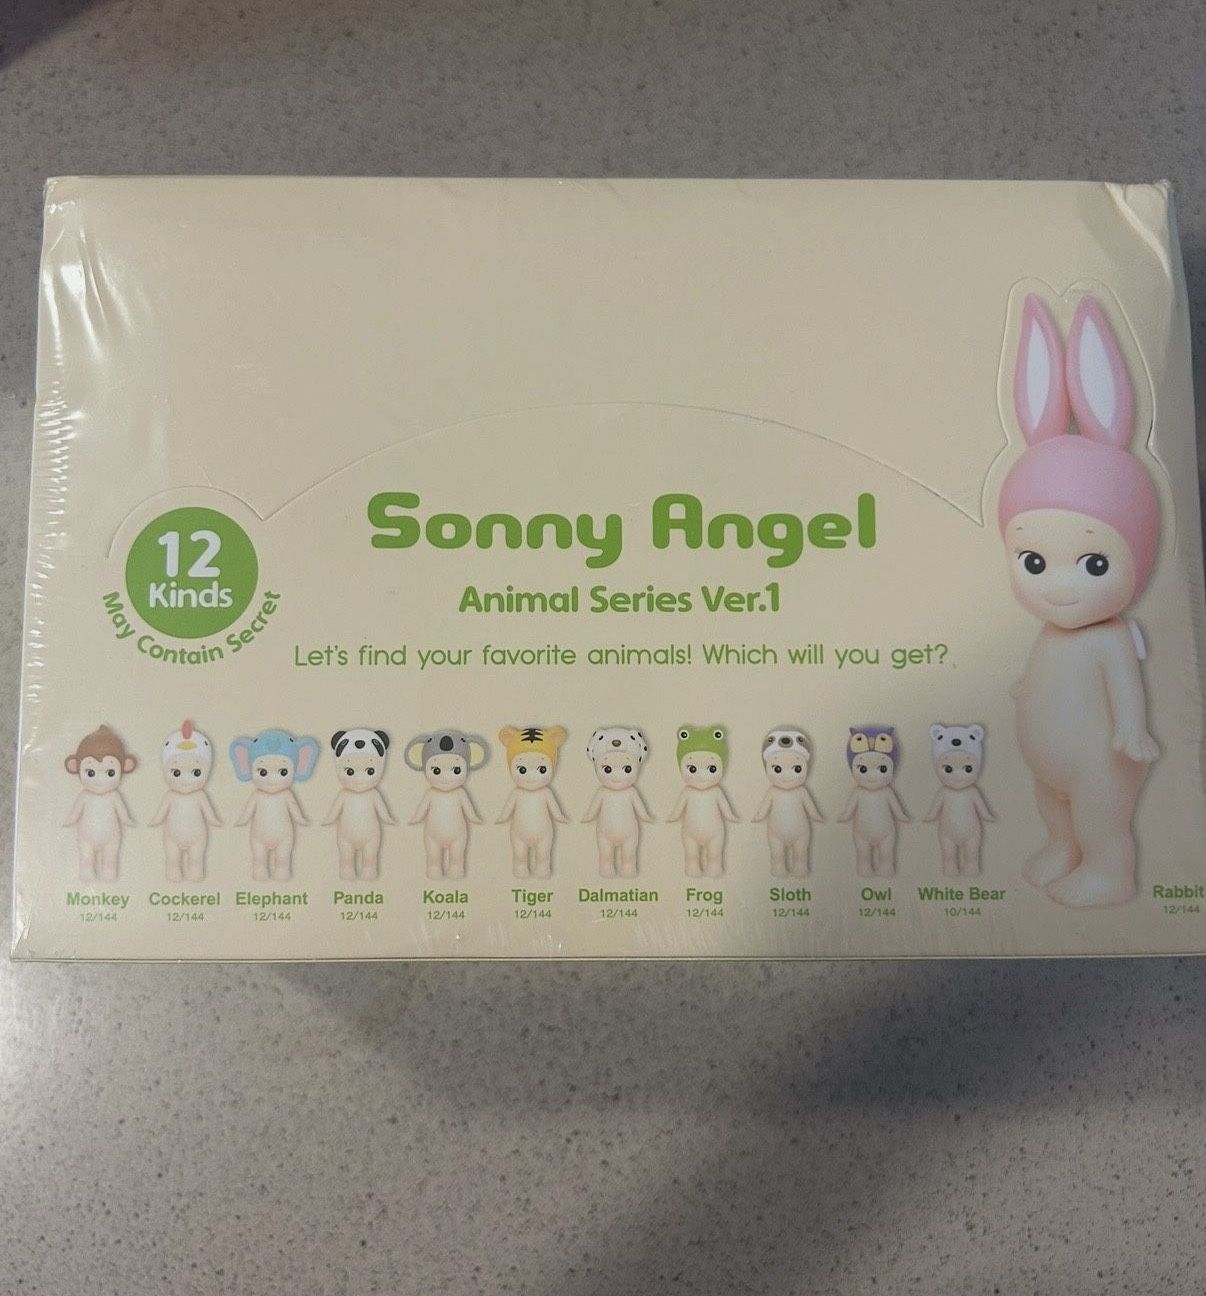 12
Kinds
May Contain Secret
Sonny Angel
Animal Series Ver.1
Let's find your favorite animals! Which will you get?
Monkey
12/144
Cockerel
12/144
Elephant
12/144
Panda
12/144
Koala
12/144
Tiger
12/144
Dalmatian
12/144
Frog
12/144
Sloth
12/144
Owl
12/144
White Bear
10/144
Rabbit
12/144